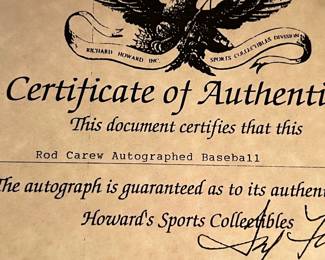 RICHARD HOWARD INC. SPORTS COLLECTIBLES DIVISION
Certificate of Authenti
This document certifies that this
Rod Carew Autographed Baseball
The autograph is guaranteed as to its authen
Howard's Sports Collectibles